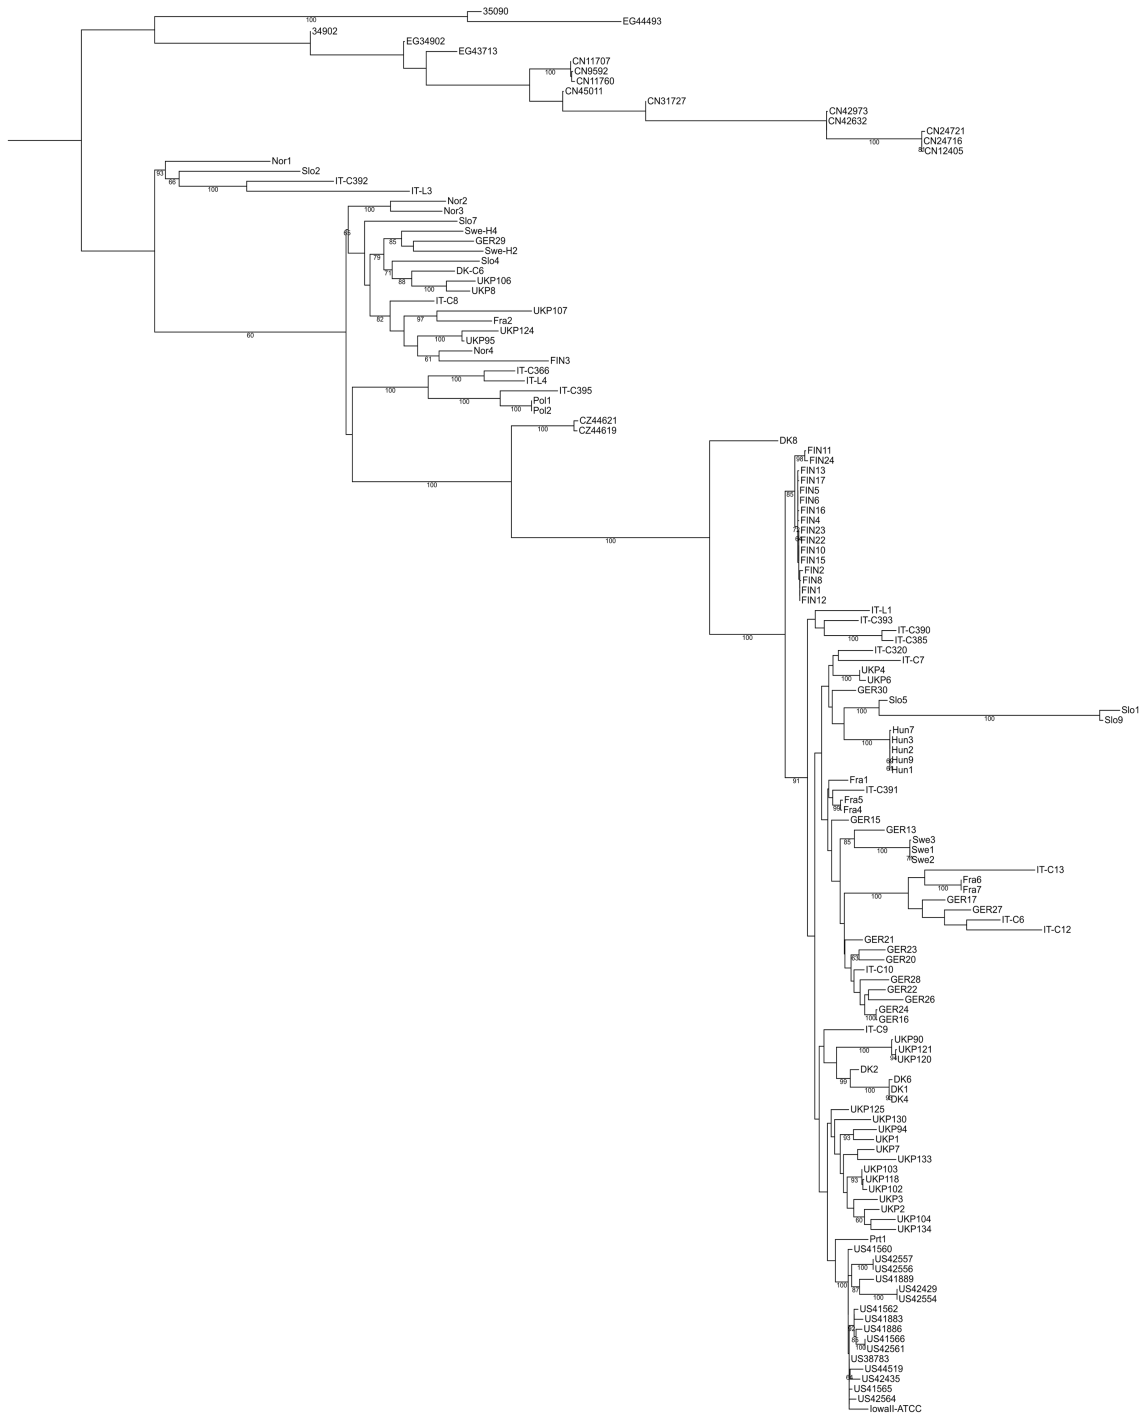 35090
100
EG44493
34902
EG34902
EG43713
CN11707
100
CN9592
CN11760
CN45011
CN31727
CN42973
CN42632
CN24721
100
CN24716
CN12405
Nor1
93
Slo2
66
IT-C392
100
IT-L3
Nor2
100
Nor3
Slo7
65
Swe-H4
85
GER29
Swe-H2
79
Slo4
71
DK-C6
88
UKP106
100
UKP8
IT-C8
82
UKP107
97
Fra2
UKP124
100
UKP95
Nor4
61
FIN3
60
IT-C366
100
IT-L4
100
IT-C395
100
Pol1
100
Pol2
CZ44621
100
CZ44619
DK8
FIN11
98
FIN24
FIN13
FIN17
FIN5
85
FIN6
FIN16
FIN4
FIN23
FIN22
FIN10
FIN15
FIN2
FIN8
FIN1
FIN12
100
100
100
IT-L1
IT-C393
IT-C390
100
IT-C385
IT-C320
IT-C7
UKP4
100
UKP6
GER30
Slo5
100
Slo1
100
Slo9
Hun7
100
Hun3
Hun2
Hun9
Hun1
91
Fra1
IT-C391
Fra5
99
Fra4
GER15
GER13
85
Swe3
100
Swe1
Swe2
IT-C13
Fra6
100
Fra7
100
GER17
GER27
IT-C6
IT-C12
GER21
GER23
63
GER20
IT-C10
GER28
GER22
GER26
GER24
100
GER16
IT-C9
UKP90
100
UKP121
94
UKP120
DK2
99
DK6
100
DK1
DK4
UKP125
UKP130
UKP94
93
UKP1
UKP7
UKP133
UKP103
93
UKP118
UKP102
UKP3
UKP2
60
UKP104
UKP134
Prt1
US41560
100
US42557
100
US42556
US41889
87
US42429
100
US42554
US41562
US41883
US41886
US41566
100
US42561
US38783
US44519
US42435
US41565
US42564
IowaII-ATCC